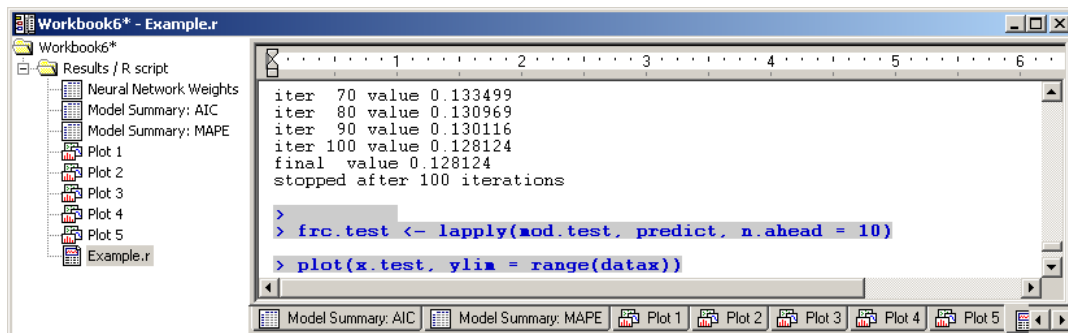 Workbook6* - Example.r
Workbook6*
Results / R script
Neural Network Weights
Model Summary: AIC
Model Summary: MAPE
Plot 1
Plot 2
Plot 3
Plot 4
Plot 5
Example.r
1 2 3 4 5 6
iter 70 value 0.133499
iter 80 value 0.130969
iter 90 value 0.130116
iter 100 value 0.128124
final value 0.128124
stopped after 100 iterations
>
> frc.test <- lapply(mod.test, predict, n.ahead = 10)
> plot(x.test, ylim = range(datax))
Model Summary: AIC Model Summary: MAPE Plot 1 Plot 2 Plot 3 Plot 4 Plot 5